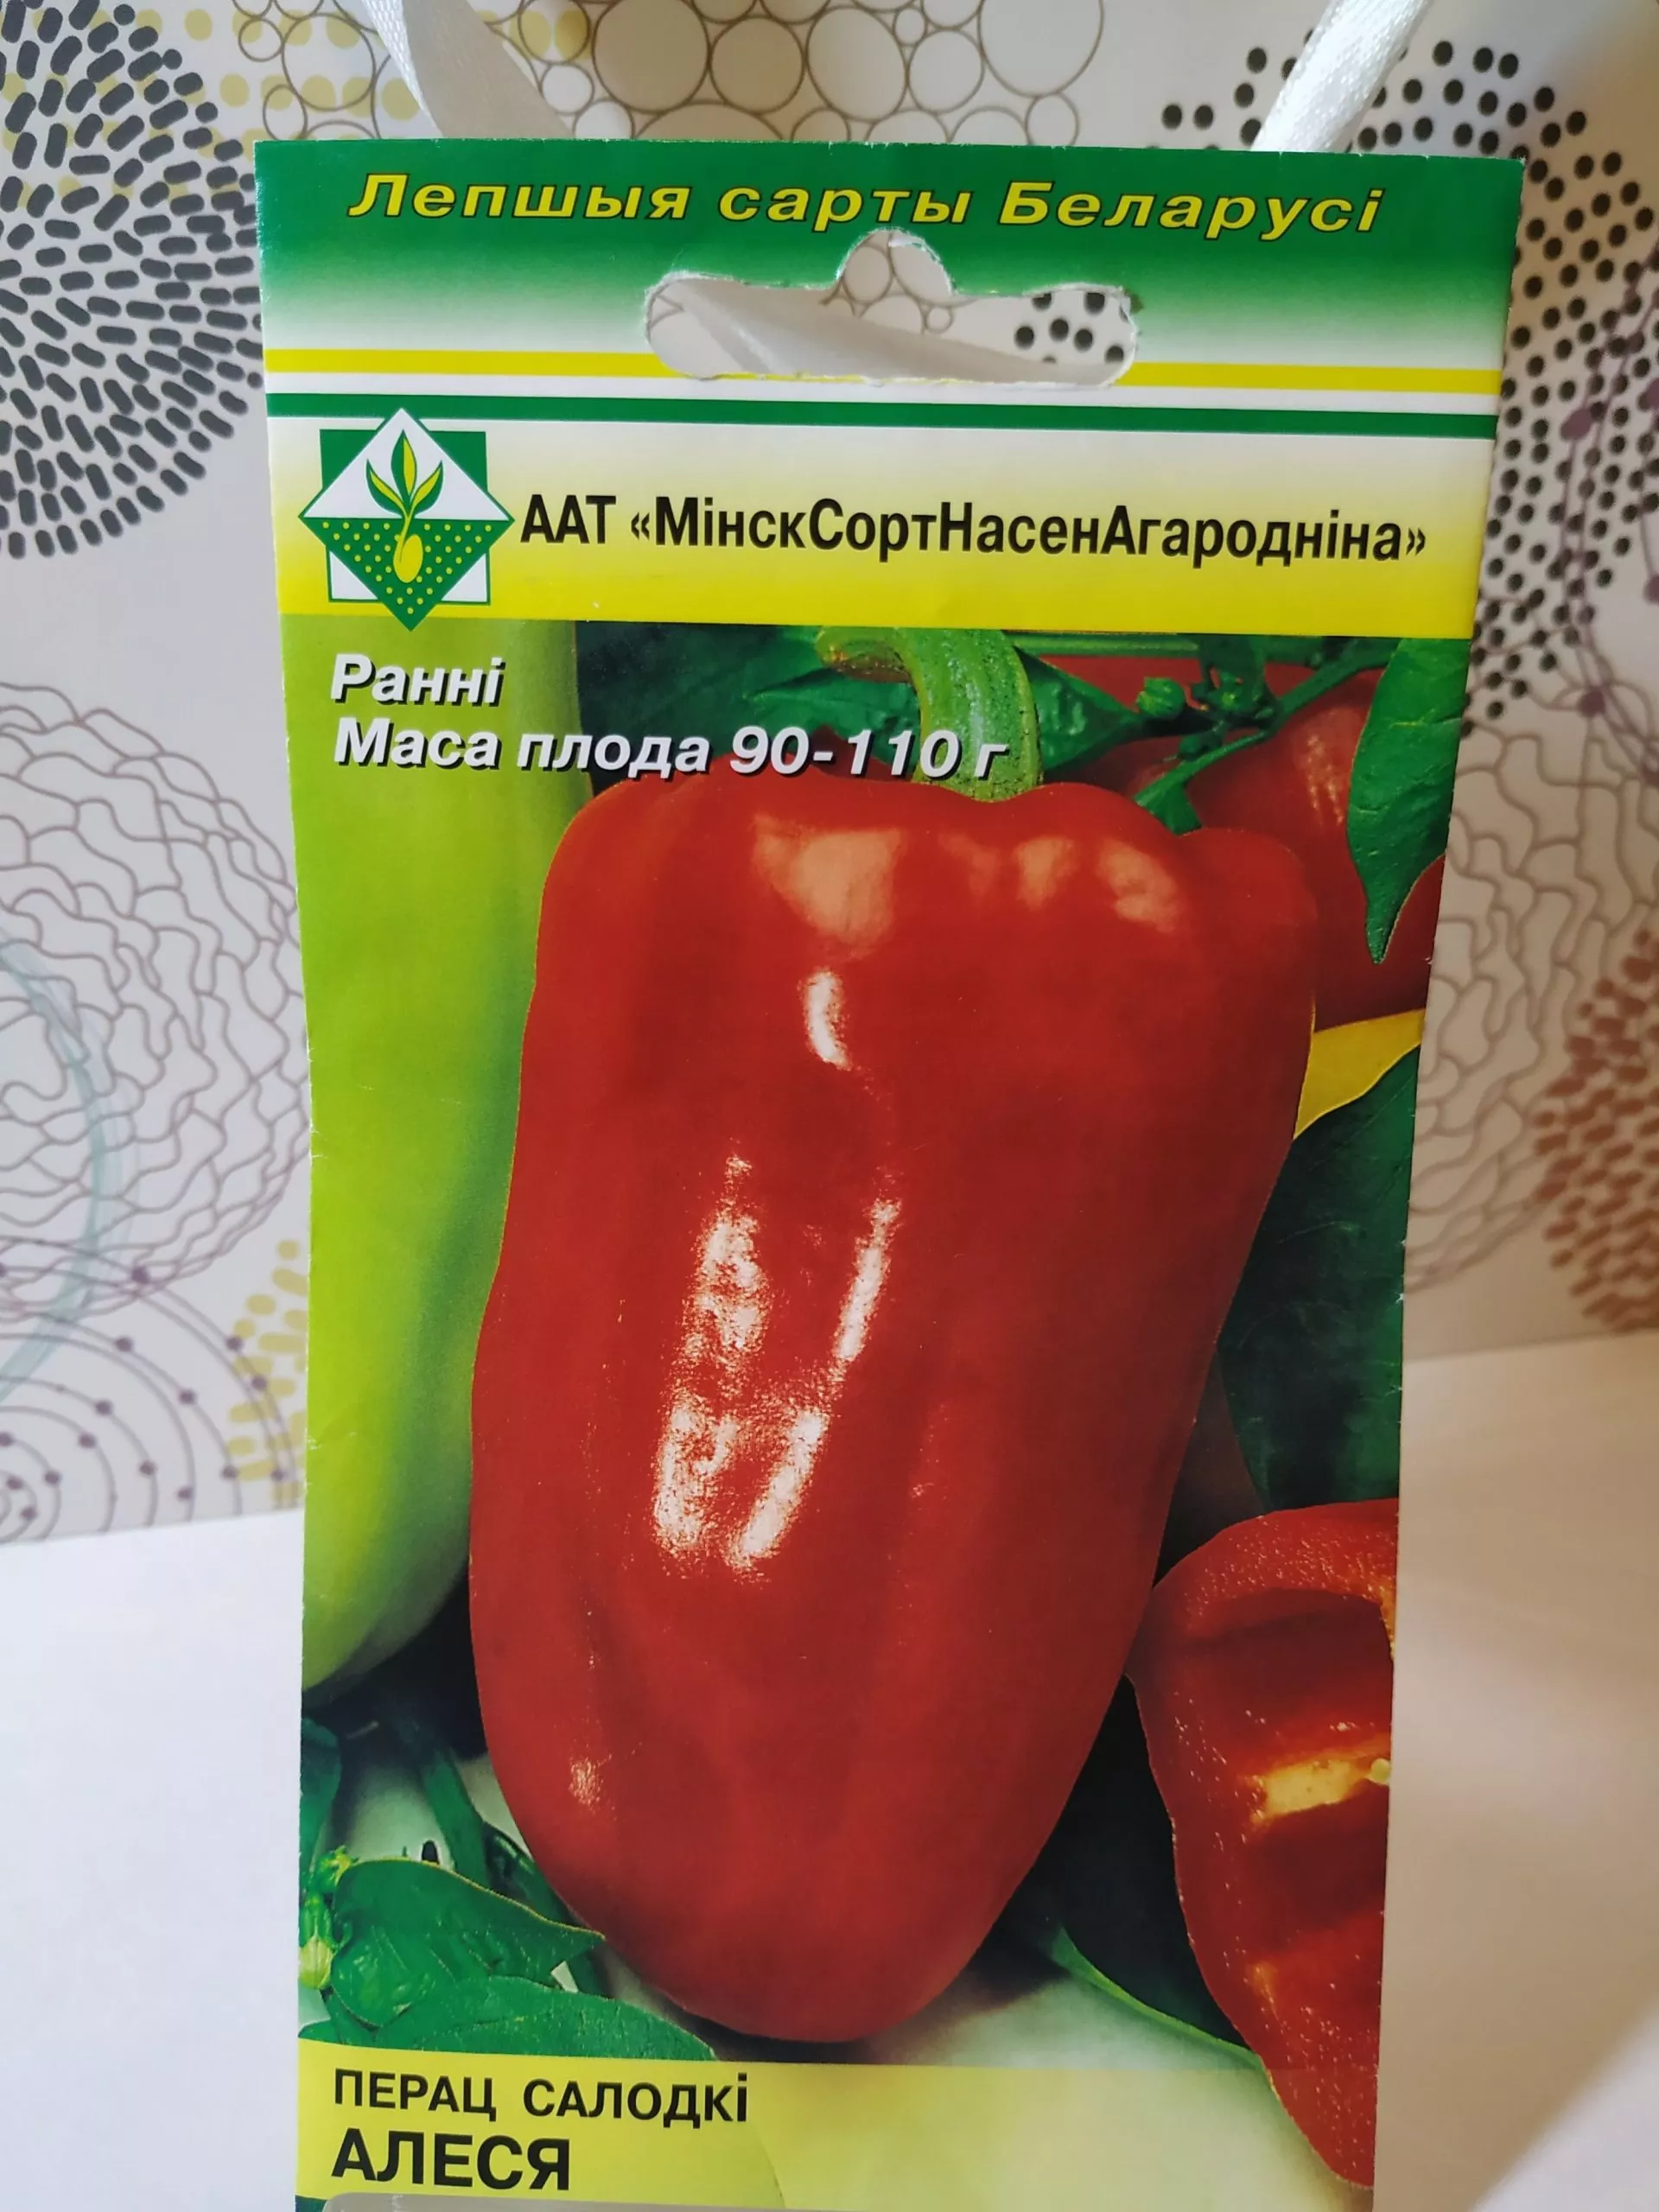 Лепшыя сарты Беларусі
ААТ «МінскСортНасенАгародніна»
Ранні
Маса плода 90-110 г
ПЕРАЦ САЛОДКІ
АЛЕСЯ